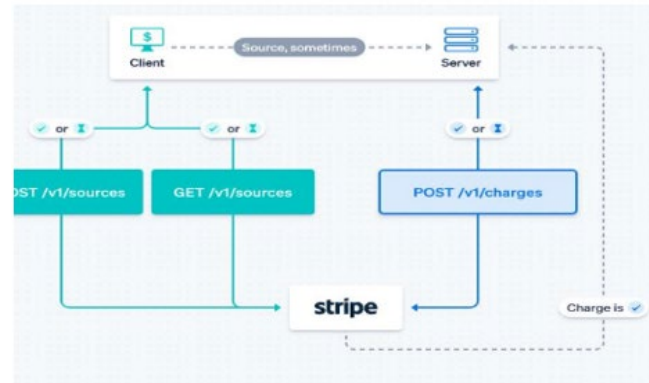 $
Source, sometimes
Client
Server
or
or
or
OST /v1/sources
GET /v1/sources
POST /v1/charges
stripe
Charge is